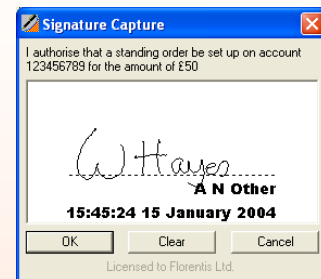 Signature Capture
I authorise that a standing order be set up on account
123456789 for the amount of £50
W Hayes
A N Other
15:45:24 15 January 2004
OK Clear Cancel
Licensed to Florentis Ltd.